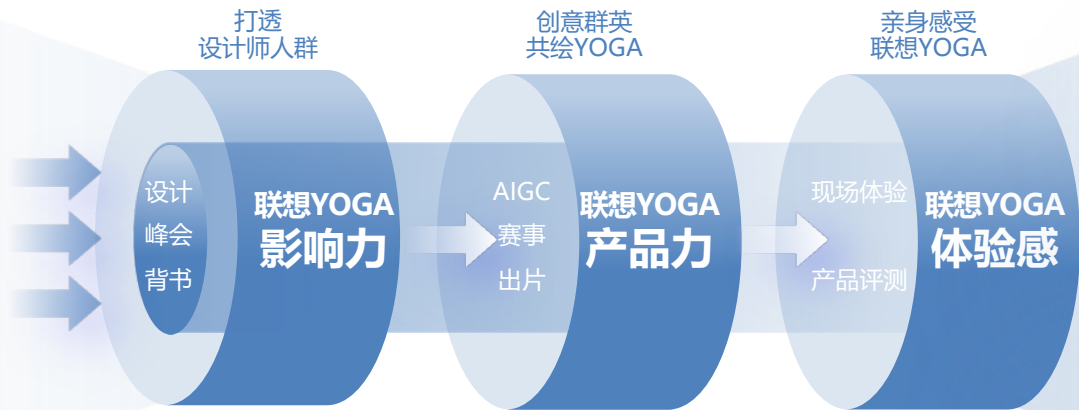 打透
设计师人群
创意群英
共绘YOGA
亲身感受
联想YOGA
设计
峰会
背书
联想YOGA
影响力
AIGC
赛事
出片
联想YOGA
产品力
现场体验
产品评测
联想YOGA
体验感